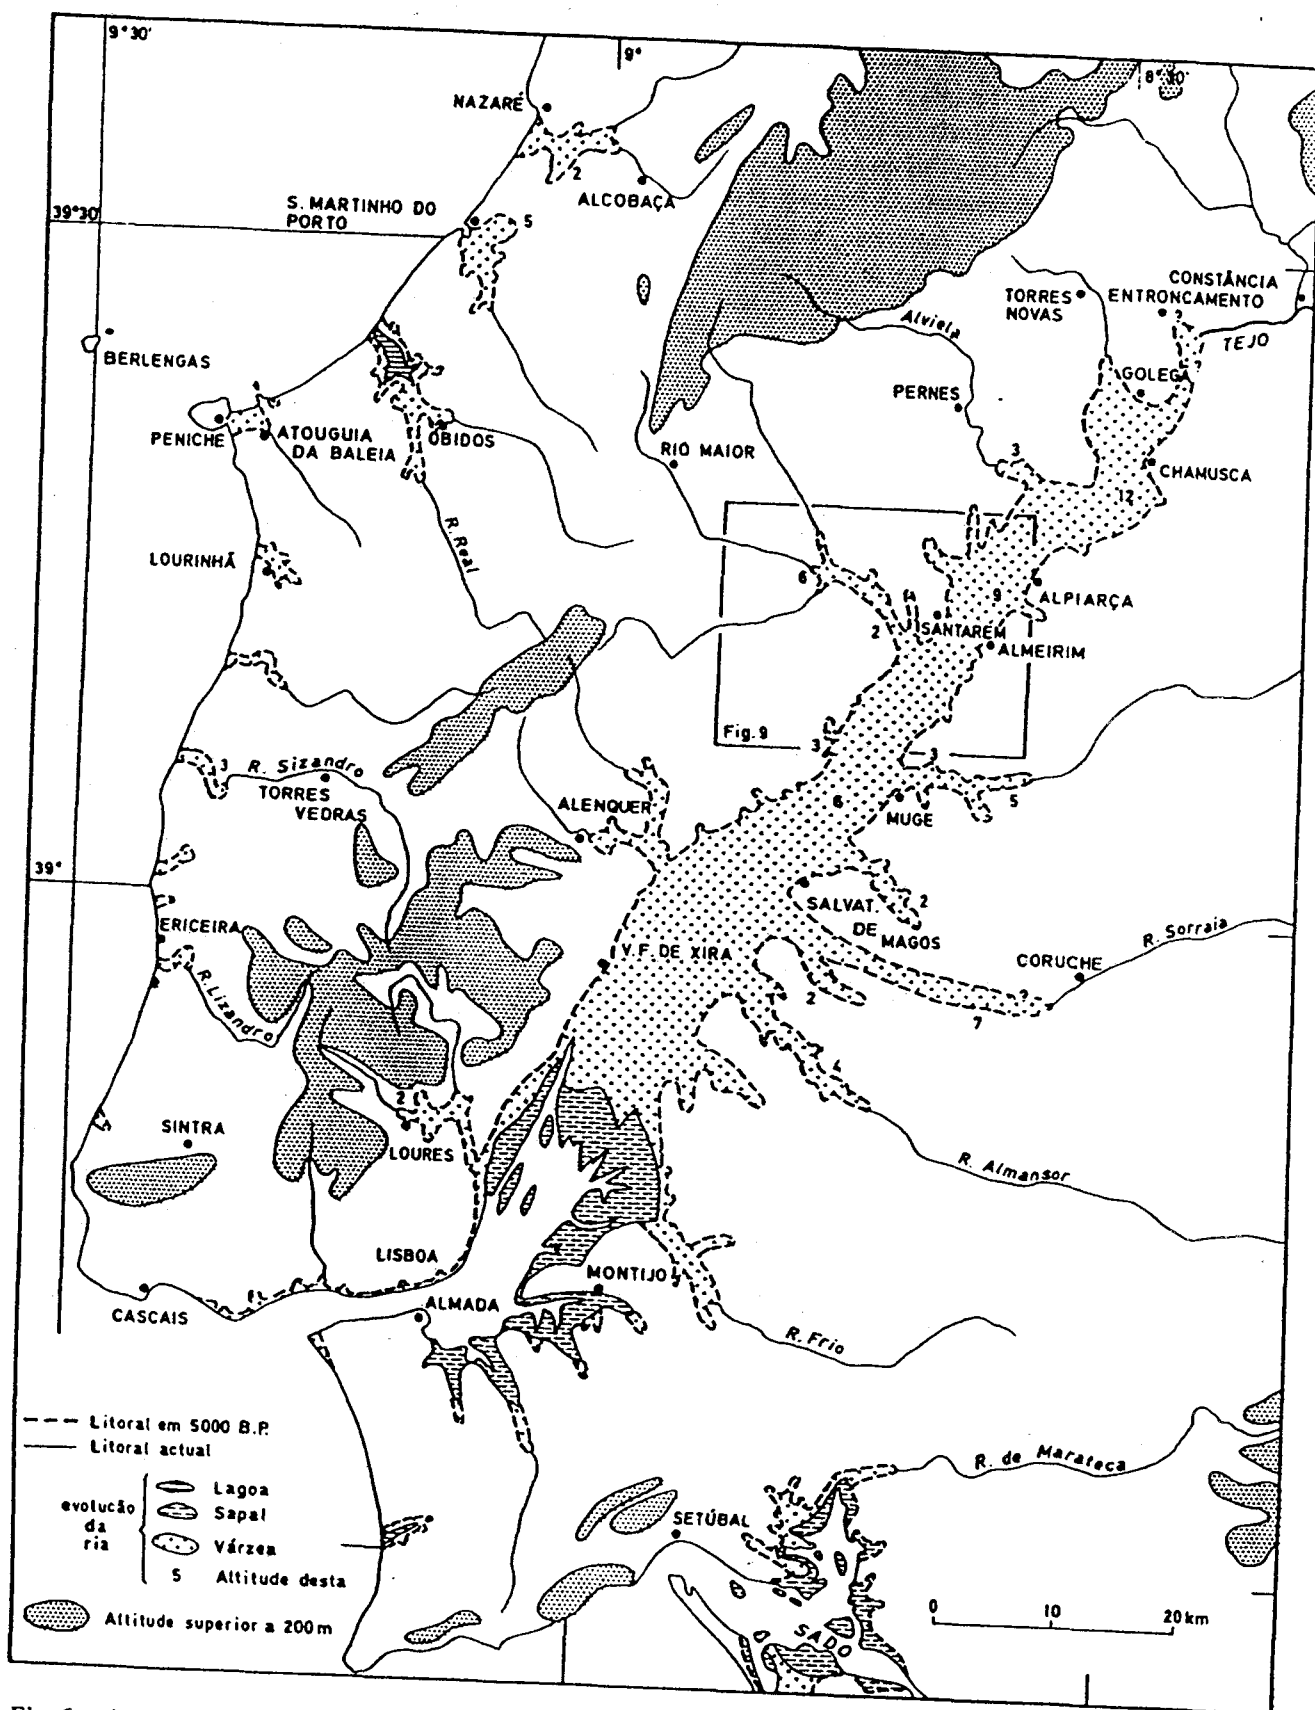 9°30'
9°
8°30'
NAZARÉ
2
ALCOBAÇA
S. MARTINHO DO
PORTO
5
39°30'
CONSTÂNCIA
TORRES
NOVAS
ENTRONCAMENTO
?
TEJO
Alviela
BERLENGAS
GOLEGÃ
?
PERNES
4
PENICHE
ATOUGUIA
DA BALEIA
ÓBIDOS
RIO MAIOR
3
CHAMUSCA
12
R. Real
LOURINHÃ
6
9
ALPIARÇA
2
SANTARÉM
ALMEIRIM
Fig. 9
3
3
3
R. Sizandro
TORRES
VEDRAS
ALENQUER
6
5
MUGE
39°
SALVAT.
DE MAGOS
2
ERICEIRA
R. Sorraia
V.F. DE XIRA
CORUCHE
R. Lizandro
2
?
7
4
2
SINTRA
LOURES
R. Almansor
LISBOA
MONTIJO
CASCAIS
ALMADA
R. Frio
Litoral em 5000 B.P.
Litoral actual
R. de Marateca
evolucão
da
ria
Lagoa
Sapal
Várzea
5 Altitude desta
SETÚBAL
Altitude superior a 200 m
0 10 20 km
SADO